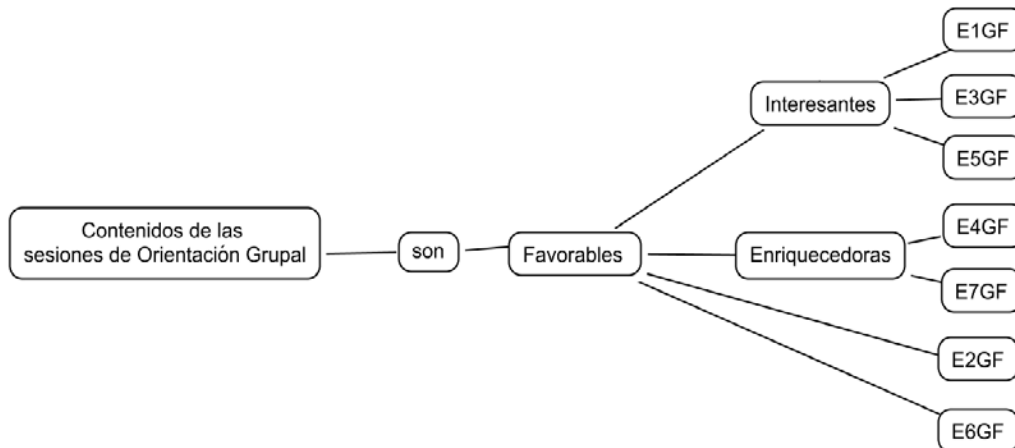 E1GF
Interesantes
E3GF
E5GF
Contenidos de las
sesiones de Orientación Grupal
son
Favorables
Enriquecedoras
E4GF
E7GF
E2GF
E6GF